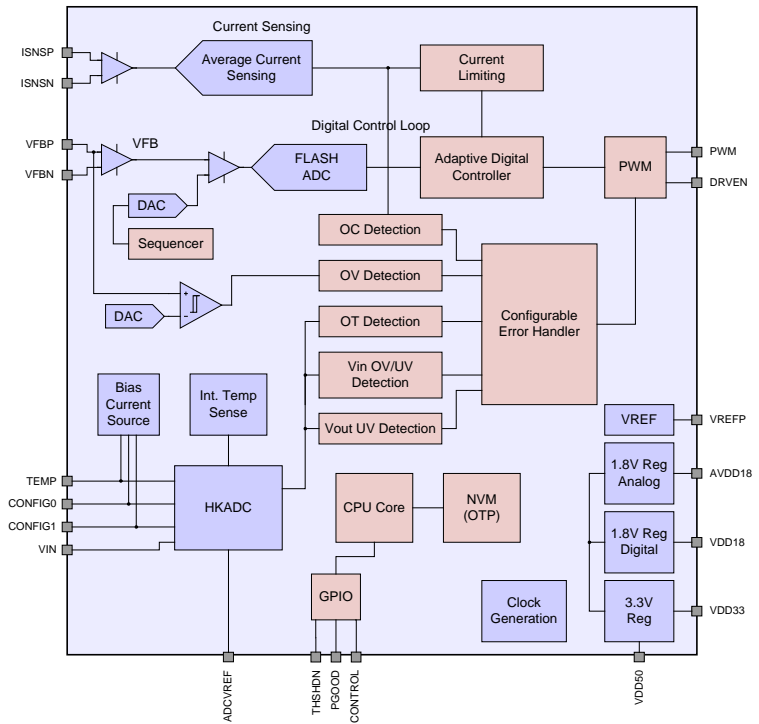 Current Sensing
ISNSP
ISNSN
Average Current
Sensing
Current
Limiting
Digital Control Loop
VFBP
VFBN
VFB
FLASH
ADC
Adaptive Digital
Controller
PWM
PWM
DRVEN
DAC
Sequencer
OC Detection
OV Detection
+
-
DAC
OT Detection
Configurable
Error Handler
Vin OV/UV
Detection
Vout UV Detection
Bias
Current
Source
Int. Temp
Sense
VREF
VREFP
TEMP
CONFIG0
CONFIG1
VIN
HKADC
CPU Core
NVM
(OTP)
1.8V Reg
Analog
AVDD18
1.8V Reg
Digital
VDD18
GPIO
Clock
Generation
3.3V
Reg
VDD33
ADCVREF
THSHDN
PGOOD
CONTROL
VDD50